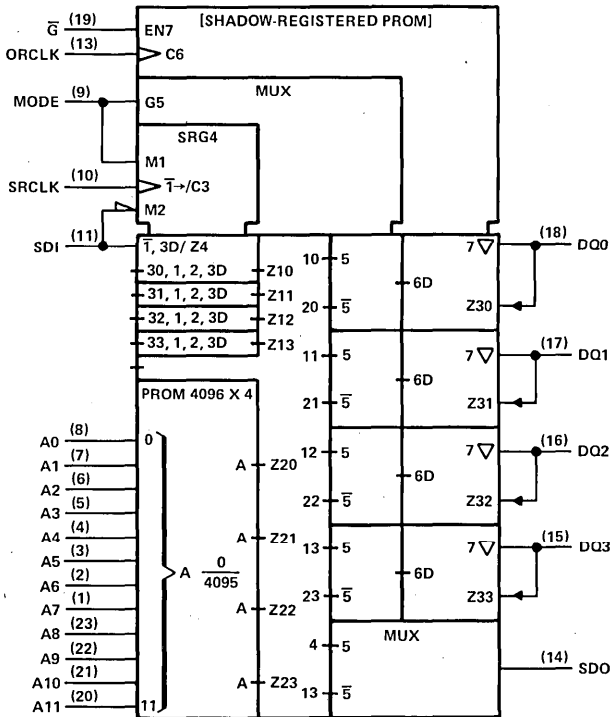 [SHADOW-REGISTERED PROM]
G̅ (19) EN7
ORCLK (13) C6
MODE (9) G5
MUX
SRG4
M1
SRCLK (10) 1̅→/C3
M2
SDI (11) 1̅, 3D/ Z4
30, 1, 2, 3D Z10
31, 1, 2, 3D Z11
32, 1, 2, 3D Z12
33, 1, 2, 3D Z13
10 5 7 ▽ (18) DQ0
6D
20 5̅ Z30
11 5 7 ▽ (17) DQ1
6D
21 5̅ Z31
12 5 7 ▽ (16) DQ2
6D
22 5̅ Z32
13 5 7 ▽ (15) DQ3
6D
23 5̅ Z33
MUX
4 5
(14) SDO
13 5̅
PROM 4096 X 4
A0 (8) 0
A1 (7)
A2 (6)
A3 (5)
A4 (4)
A5 (3)
A6 (2)
A7 (1)
A8 (23)
A9 (22)
A10 (21)
A11 (20) 11
A 0
4095
A Z20
A Z21
A Z22
A Z23